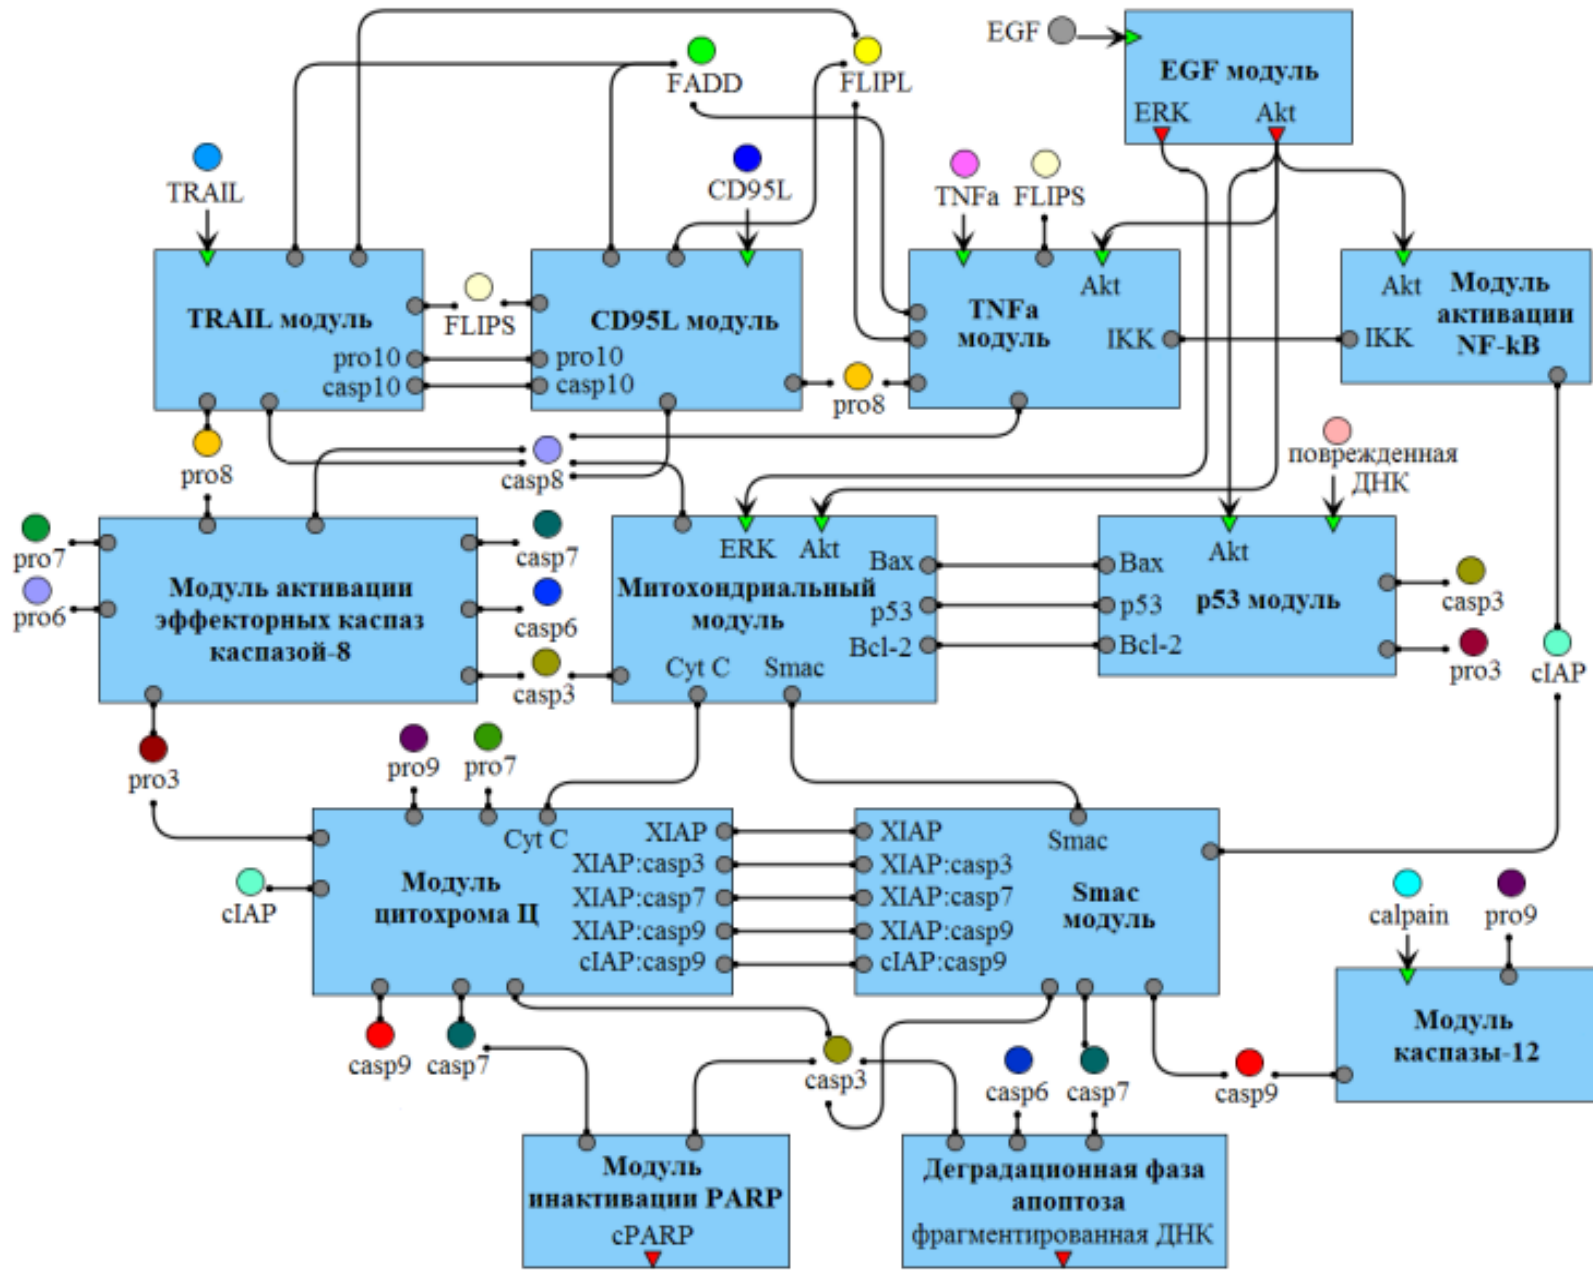 EGF
EGF модуль
ERK
Akt
FADD
FLIPL
TRAIL
CD95L
TNFa
FLIPS
TRAIL модуль
pro10
casp10
FLIPS
CD95L модуль
pro10
casp10
pro8
TNFa
модуль
Akt
IKK
Akt
Модуль
активации
NF-kB
IKK
pro8
casp8
поврежденная
ДНК
pro7
pro6
Модуль активации
эффекторных каспаз
каспазой-8
casp7
casp6
casp3
ERK
Akt
Митохондриальный
модуль
Bax
p53
Bcl-2
Cyt C
Smac
Akt
Bax
p53
Bcl-2
p53 модуль
casp3
pro3
cIAP
pro3
pro9
pro7
cIAP
Cyt C
Модуль
цитохрома Ц
XIAP
XIAP:casp3
XIAP:casp7
XIAP:casp9
cIAP:casp9
XIAP
XIAP:casp3
XIAP:casp7
XIAP:casp9
cIAP:casp9
Smac
Smac
модуль
calpain
pro9
Модуль
каспазы-12
casp9
casp7
casp3
casp6
casp7
casp9
Модуль
инактивации PARP
cPARP
Деградационная фаза
апоптоза
фрагментированная ДНК